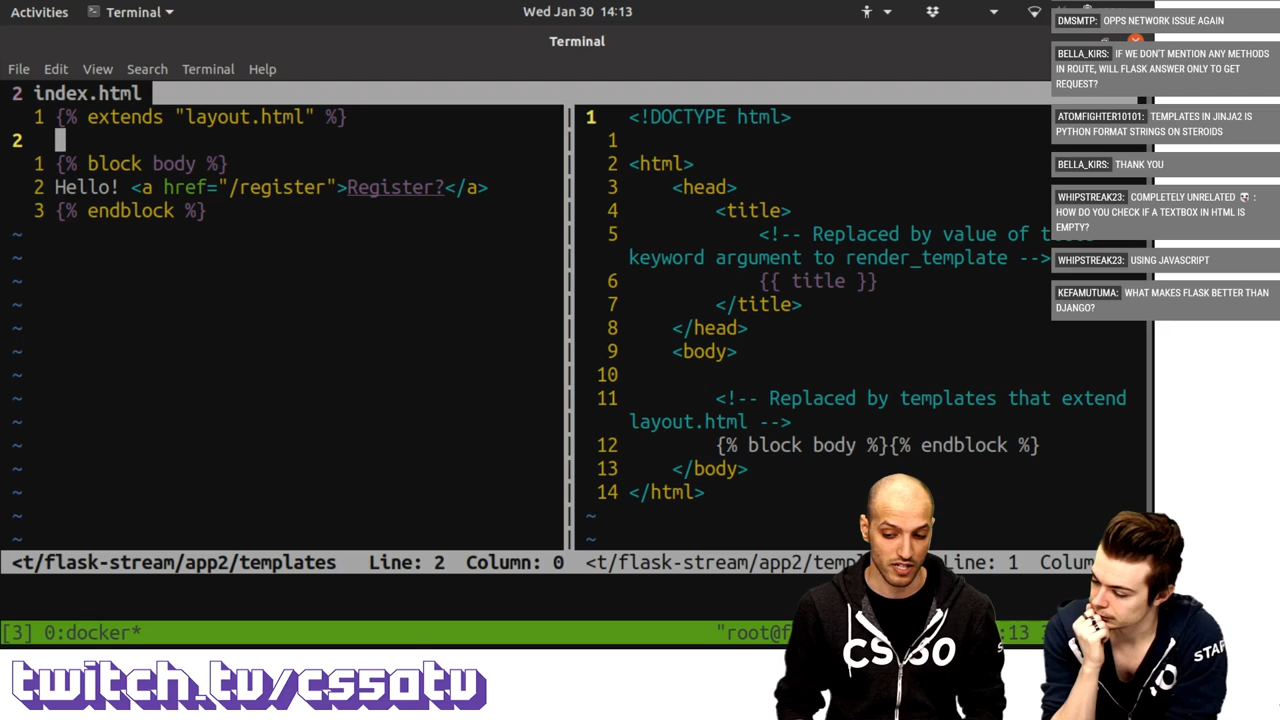 Activities Terminal Wed Jan 30 14:13
Terminal
File Edit View Search Terminal Help
2 index.html
1 {% extends "layout.html" %}
2
1 {% block body %}
2 Hello! <a href="/register">Register?</a>
3 {% endblock %}
~
~
~
~
~
~
~
~
~
~
~
~
~
~
<t/flask-stream/app2/templates Line: 2 Column: 0
1 <!DOCTYPE html>
1
2 <html>
3 <head>
4 <title>
5 <!-- Replaced by value of
keyword argument to render_template -->
6 {{ title }}
7 </title>
8 </head>
9 <body>
10
11 <!-- Replaced by templates that extend
layout.html -->
12 {% block body %}{% endblock %}
13 </body>
14 </html>
~
~
<t/flask-stream/app2/temp Line: 1
[3] 0:docker* "root@f :13
DMSMTP: OPPS NETWORK ISSUE AGAIN
BELLA_KIRS: IF WE DON'T MENTION ANY METHODS
IN ROUTE, WILL FLASK ANSWER ONLY TO GET
REQUEST?
ATOMFIGHTER10101: TEMPLATES IN JINJA2 IS
PYTHON FORMAT STRINGS ON STEROIDS
BELLA_KIRS: THANK YOU
WHIPSTREAK23: COMPLETELY UNRELATED :
HOW DO YOU CHECK IF A TEXTBOX IN HTML IS
EMPTY?
WHIPSTREAK23: USING JAVASCRIPT
KEFAMUTUMA: WHAT MAKES FLASK BETTER THAN
DJANGO?
twitch.tv/cs50tv